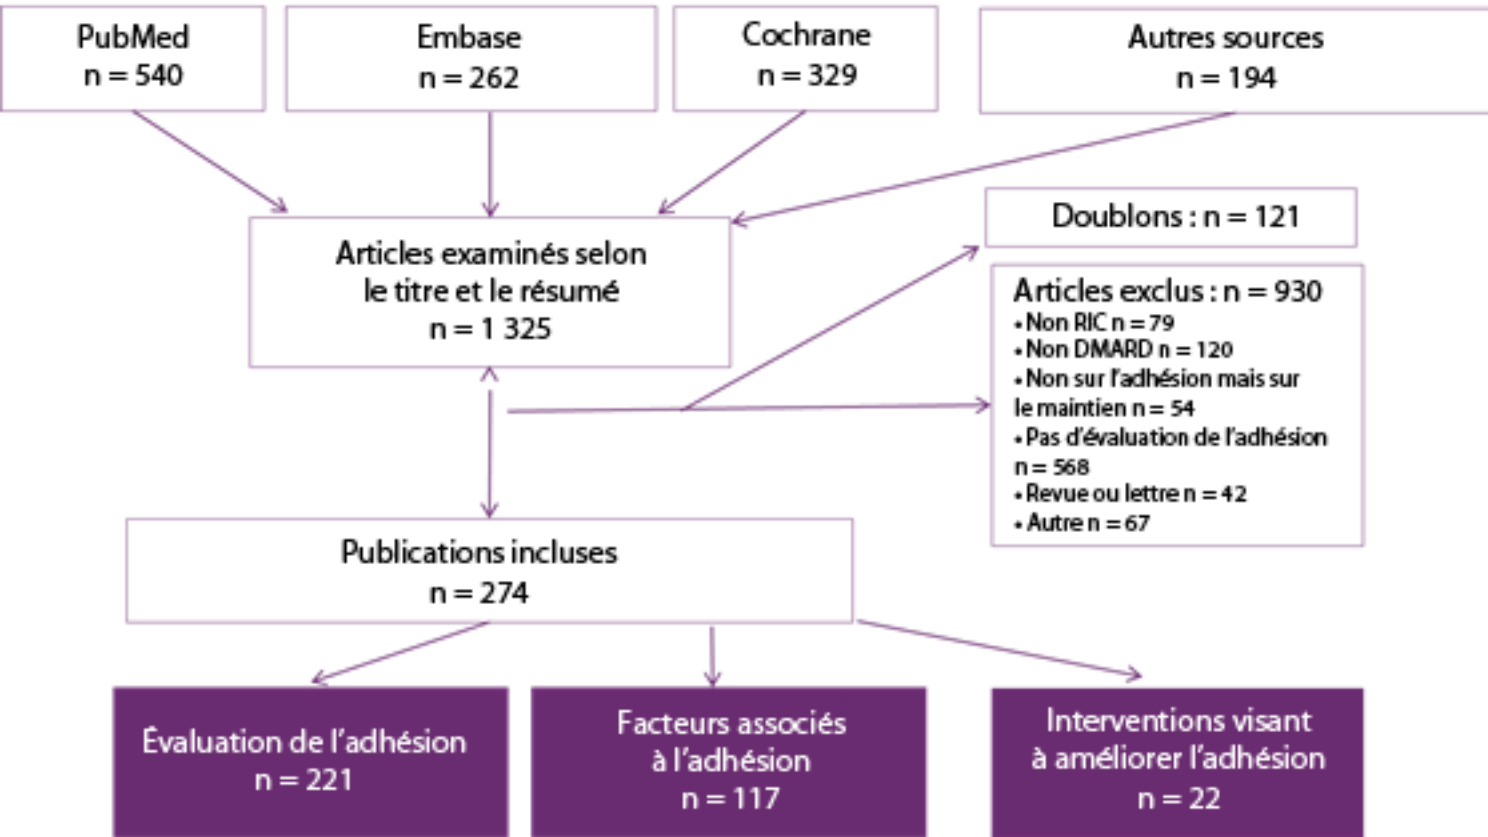 PubMed
n = 540
Embase
n = 262
Cochrane
n = 329
Autres sources
n = 194
Articles examinés selon
le titre et le résumé
n = 1 325
Doublons : n = 121
Articles exclus : n = 930
• Non RIC n = 79
• Non DMARD n = 120
• Non sur l’adhésion mais sur
le maintien n = 54
• Pas d’évaluation de l’adhésion
n = 568
• Revue ou lettre n = 42
• Autre n = 67
Publications incluses
n = 274
Évaluation de l’adhésion
n = 221
Facteurs associés
à l’adhésion
n = 117
Interventions visant
à améliorer l’adhésion
n = 22